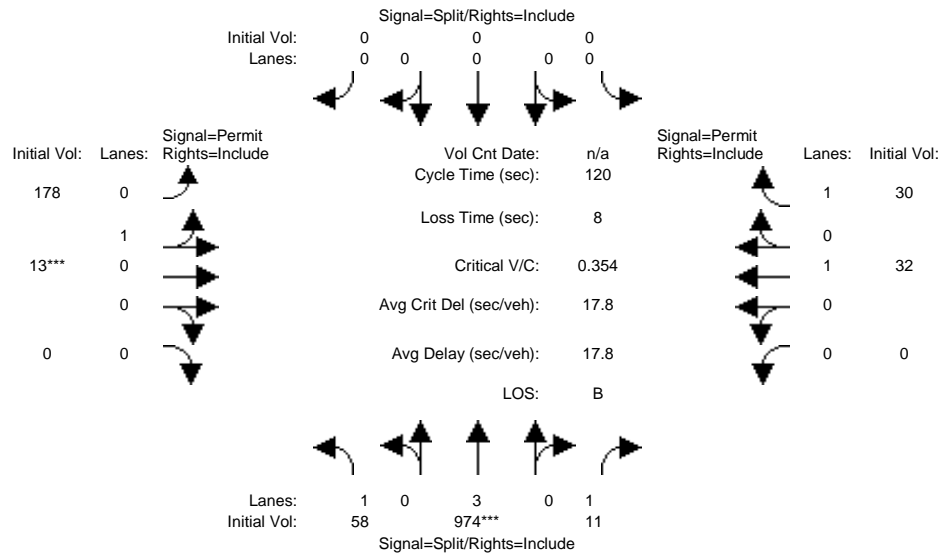 Signal=Split/Rights=Include
Initial Vol: 0 0 0
Lanes: 0 0 0 0 0
Signal=Permit Signal=Permit
Initial Vol: Lanes: Rights=Include Vol Cnt Date: n/a Rights=Include Lanes: Initial Vol:
Cycle Time (sec): 120
178 0 1 30
Loss Time (sec): 8
1 0
13*** 0 Critical V/C: 0.354 1 32
0 Avg Crit Del (sec/veh): 17.8 0
0 0 Avg Delay (sec/veh): 17.8 0 0
LOS: B
Lanes: 1 0 3 0 1
Initial Vol: 58 974*** 11
Signal=Split/Rights=Include